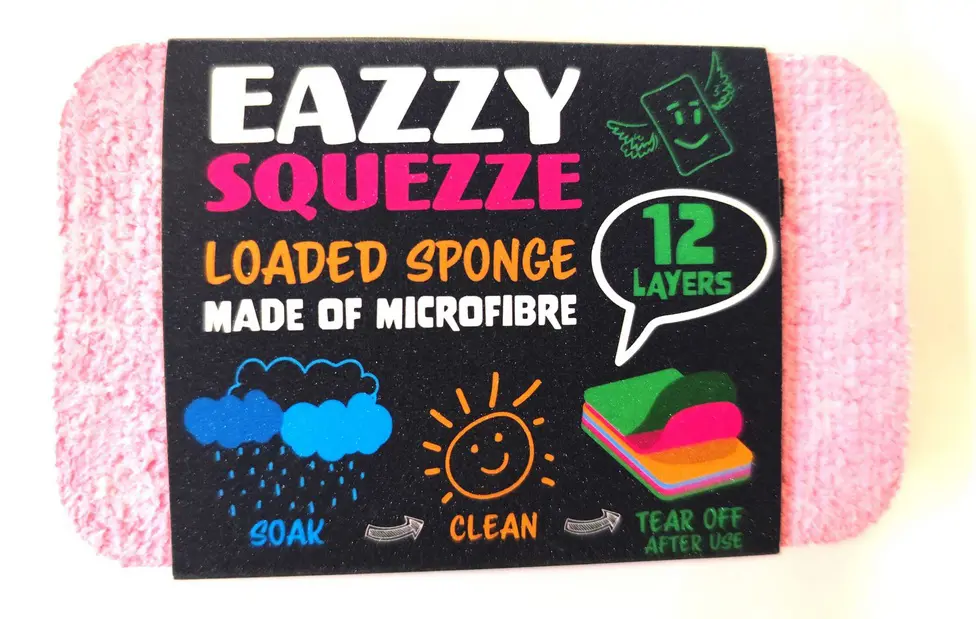 EAZZY
SQUEZZE
LOADED SPONGE
MADE OF MICROFIBRE
12
LAYERS
SOAK
CLEAN
TEAR OFF
AFTER USE